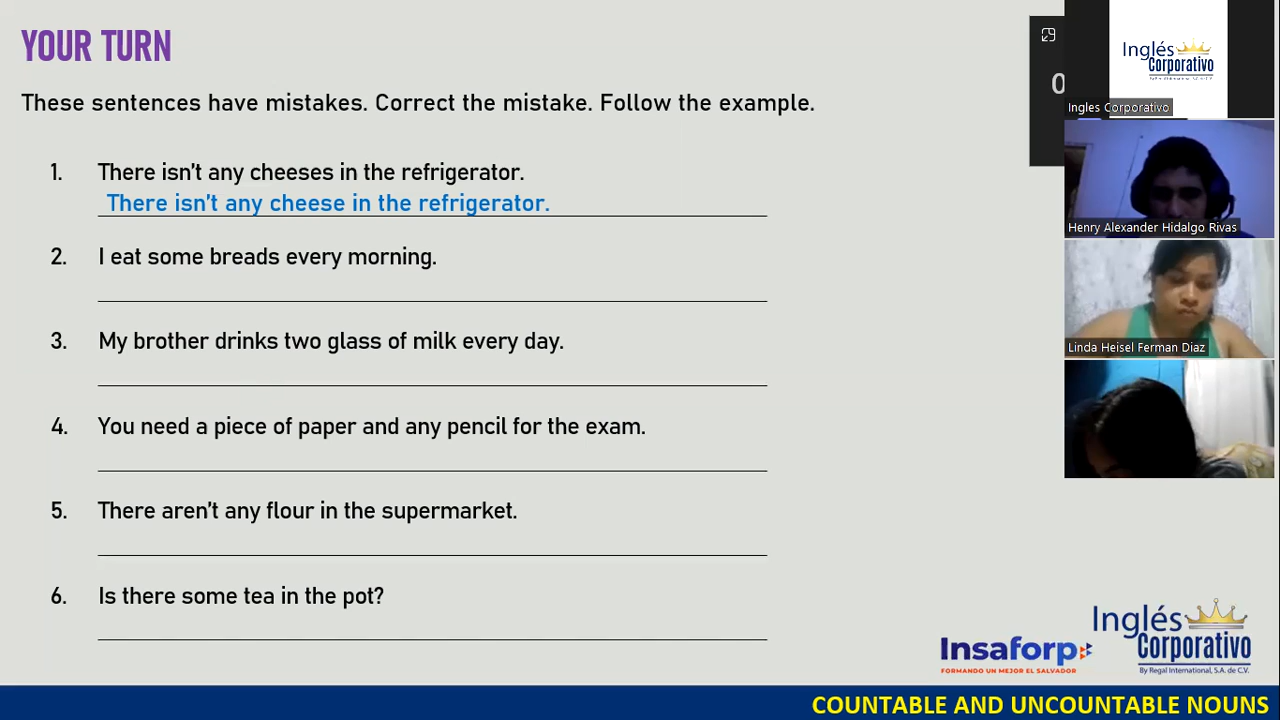 YOUR TURN
These sentences have mistakes. Correct the mistake. Follow the example.
1. There isn't any cheeses in the refrigerator.
There isn't any cheese in the refrigerator.
2. I eat some breads every morning.
3. My brother drinks two glass of milk every day.
4. You need a piece of paper and any pencil for the exam.
5. There aren't any flour in the supermarket.
6. Is there some tea in the pot?
0
Inglés
Corporativo
Ingles Corporativo
Henry Alexander Hidalgo Rivas
Linda Heisel Ferman Diaz
Insaforp
FORMANDO UN MEJOR EL SALVADOR
Inglés
Corporativo
By Regal International, S.A. de C.V.
COUNTABLE AND UNCOUNTABLE NOUNS